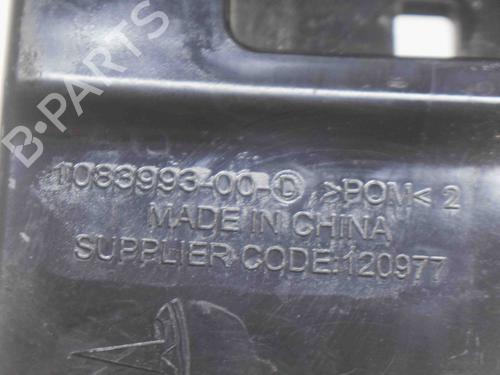 B-PARTS
1083993-00-D >POM< 2
MADE IN CHINA
SUPPLIER CODE:120977